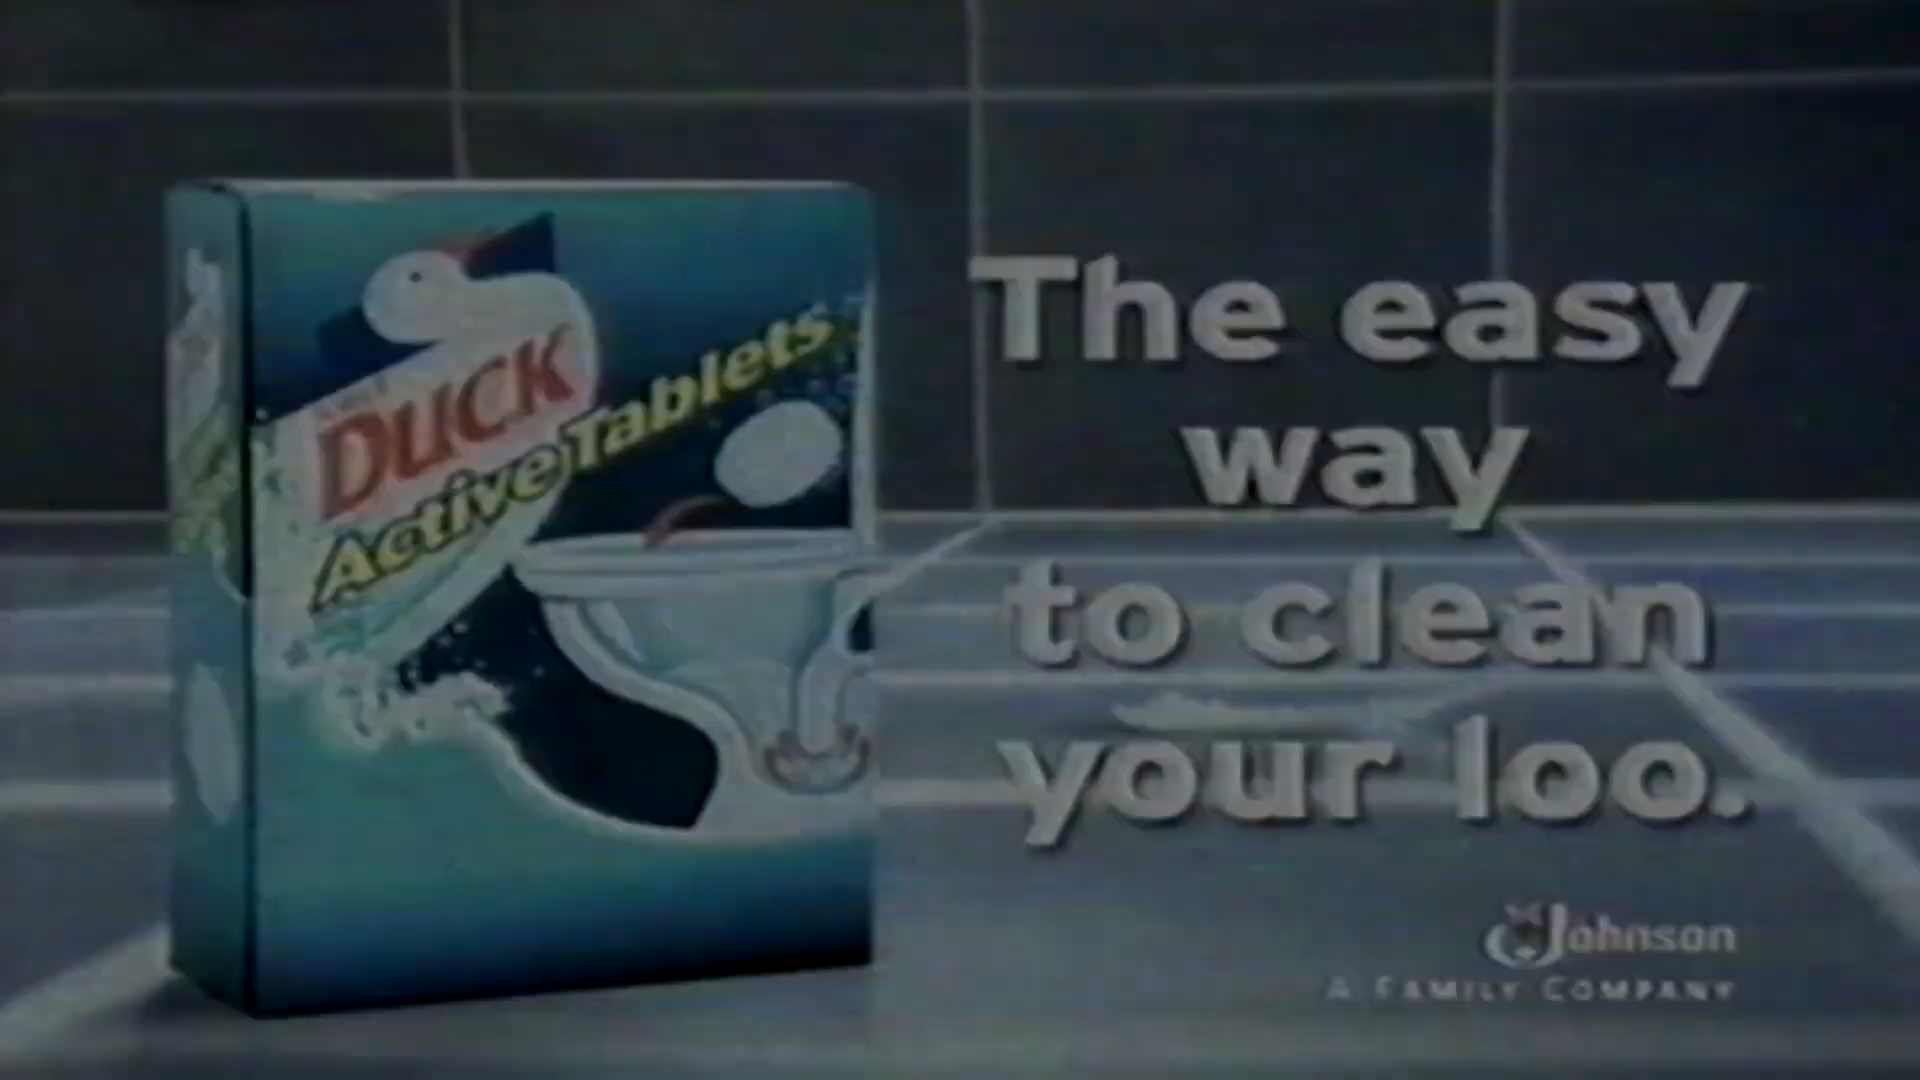 DUCK
Active Tablets
The easy
way
to clean
your loo.
Johnson
A FAMILY COMPANY